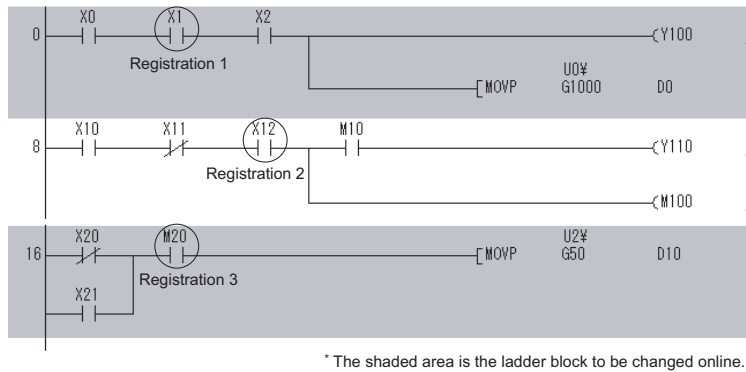 X0 X1 X2
0 Y100
Registration 1
U0¥
MOVP G1000 D0
X10 X11 X12 M10
8 Y110
Registration 2
M100
X20 M20 U2¥
16 MOVP G50 D10
Registration 3
X21
* The shaded area is the ladder block to be changed online.